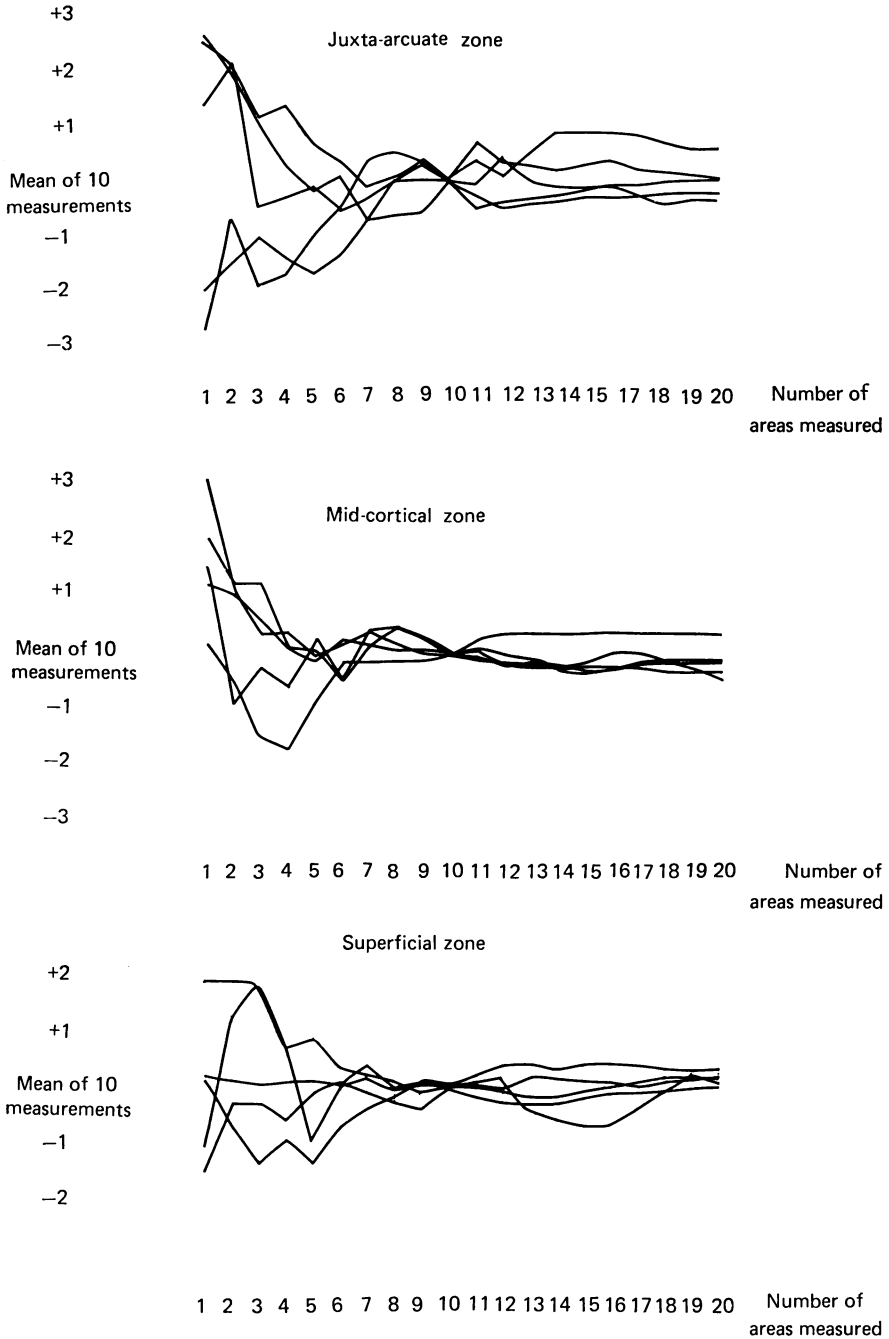 +3
Juxta-arcuate zone
+2
+1
Mean of 10
measurements
−1
−2
−3
1 2 3 4 5 6 7 8 9 10 11 12 13 14 15 16 17 18 19 20 Number of
areas measured
+3
Mid-cortical zone
+2
+1
Mean of 10
measurements
−1
−2
−3
1 2 3 4 5 6 7 8 9 10 11 12 13 14 15 16 17 18 19 20 Number of
areas measured
Superficial zone
+2
+1
Mean of 10
measurements
−1
−2
1 2 3 4 5 6 7 8 9 10 11 12 13 14 15 16 17 18 19 20 Number of
areas measured